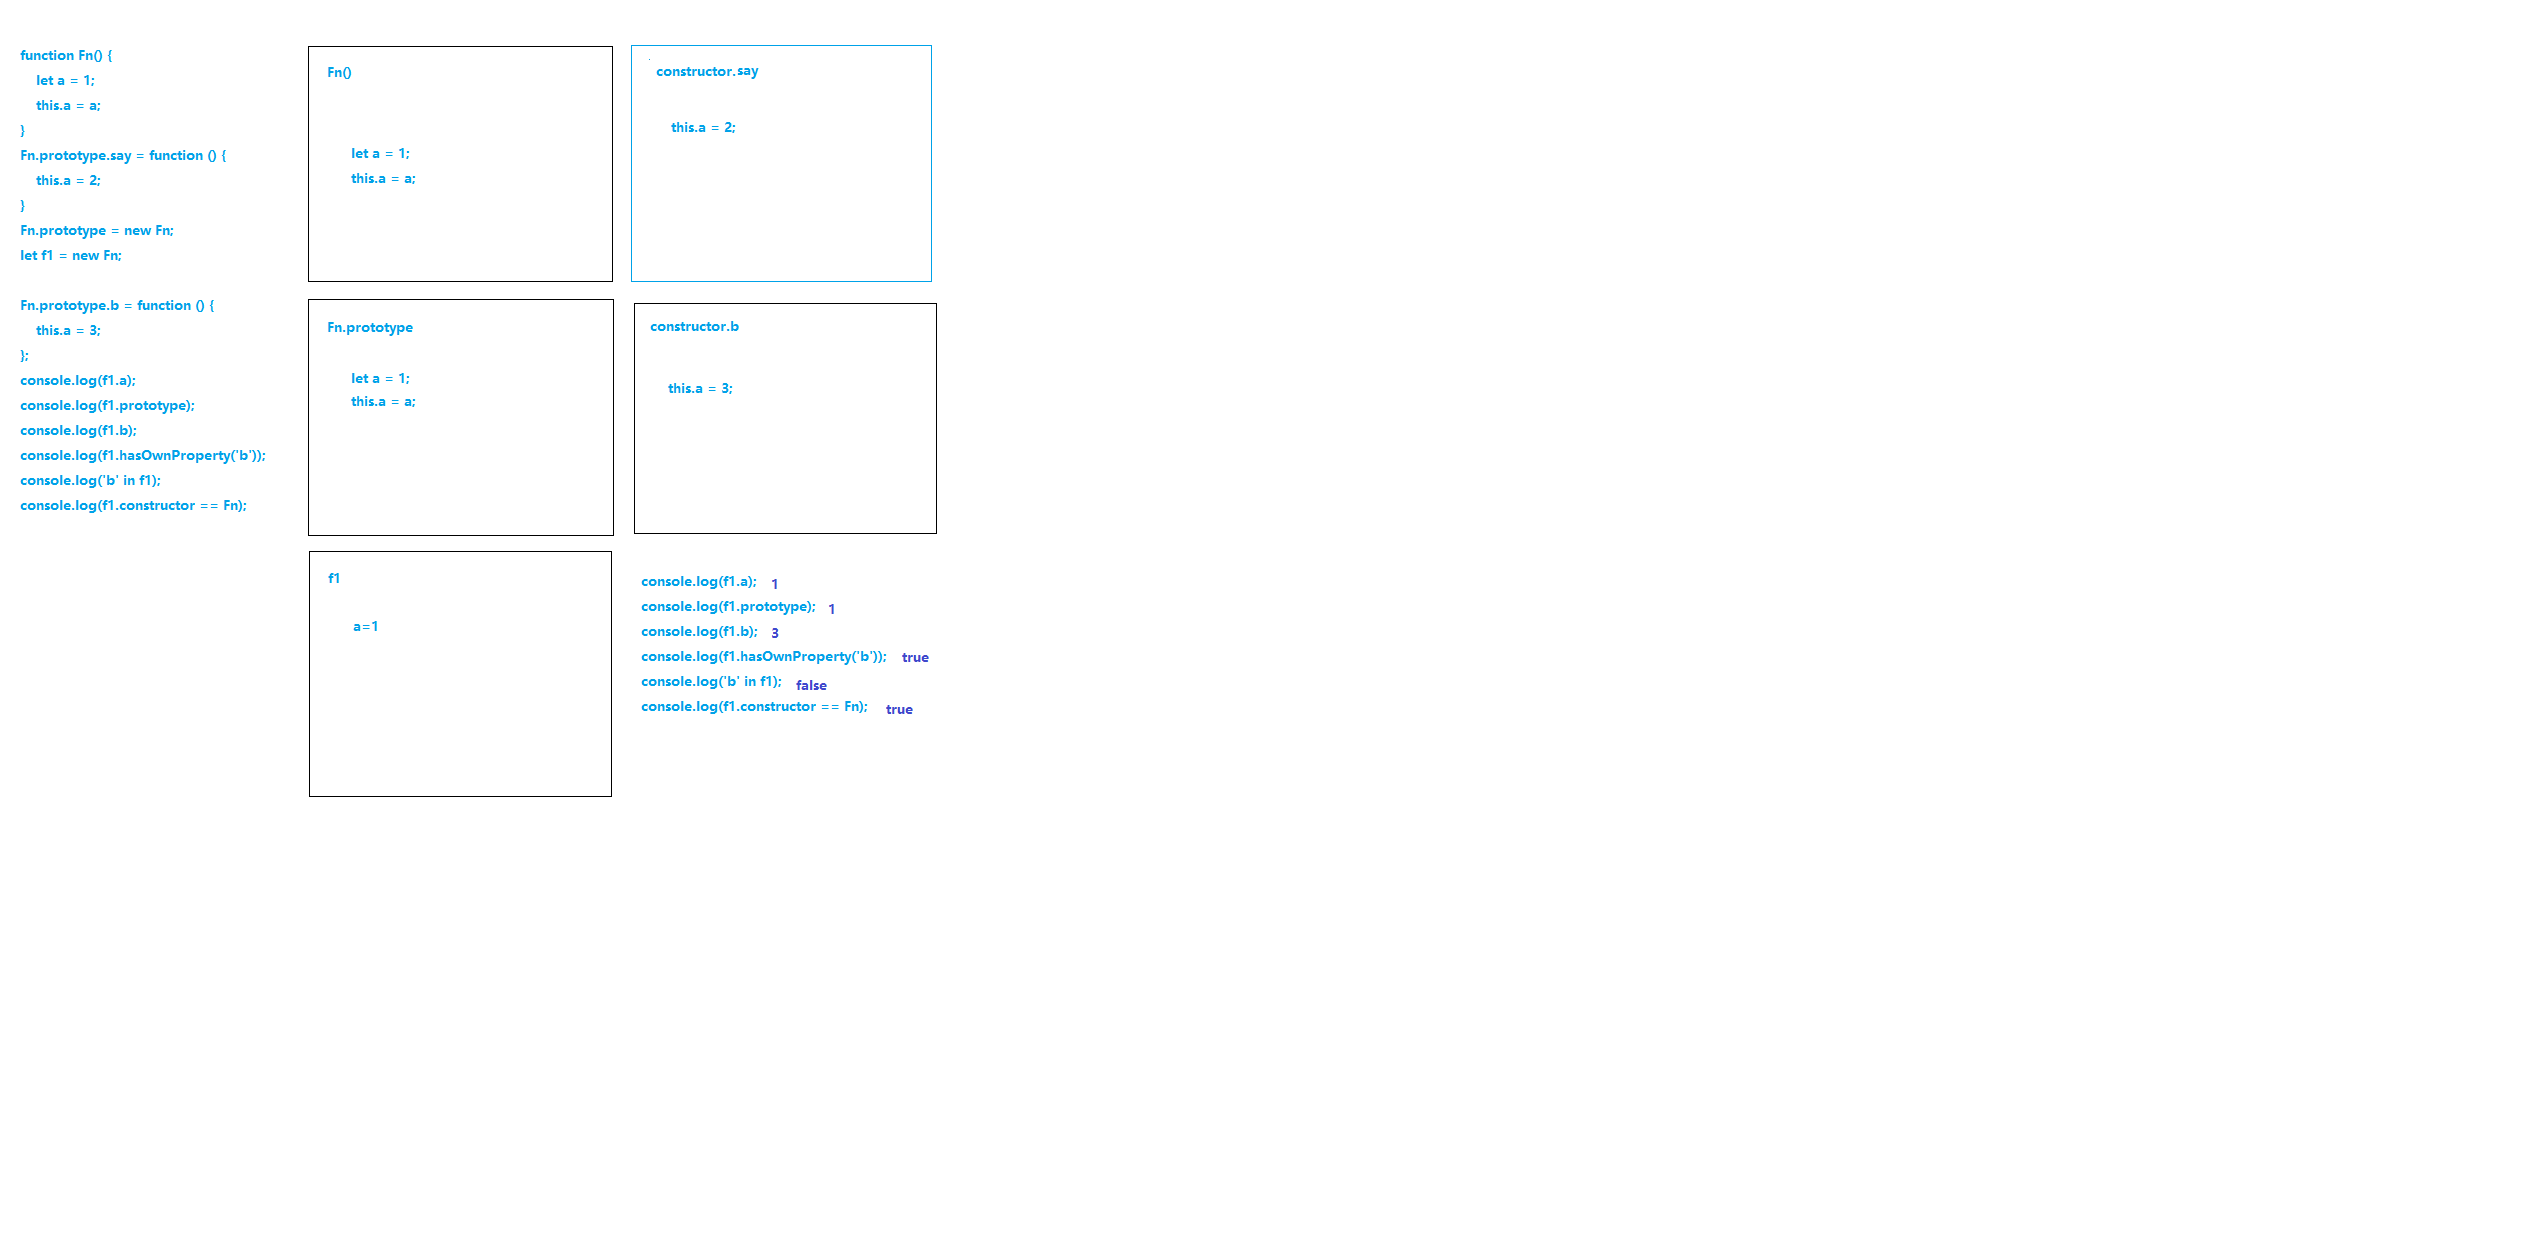 function Fn() {
let a = 1;
this.a = a;
}
Fn.prototype.say = function () {
this.a = 2;
}
Fn.prototype = new Fn;
let f1 = new Fn;
Fn.prototype.b = function () {
this.a = 3;
};
console.log(f1.a);
console.log(f1.prototype);
console.log(f1.b);
console.log(f1.hasOwnProperty('b'));
console.log('b' in f1);
console.log(f1.constructor == Fn);
Fn()
let a = 1;
this.a = a;
constructor.say
this.a = 2;
Fn.prototype
let a = 1;
this.a = a;
constructor.b
this.a = 3;
f1
a=1
console.log(f1.a); 1
console.log(f1.prototype); 1
console.log(f1.b); 3
console.log(f1.hasOwnProperty('b')); true
console.log('b' in f1); false
console.log(f1.constructor == Fn); true